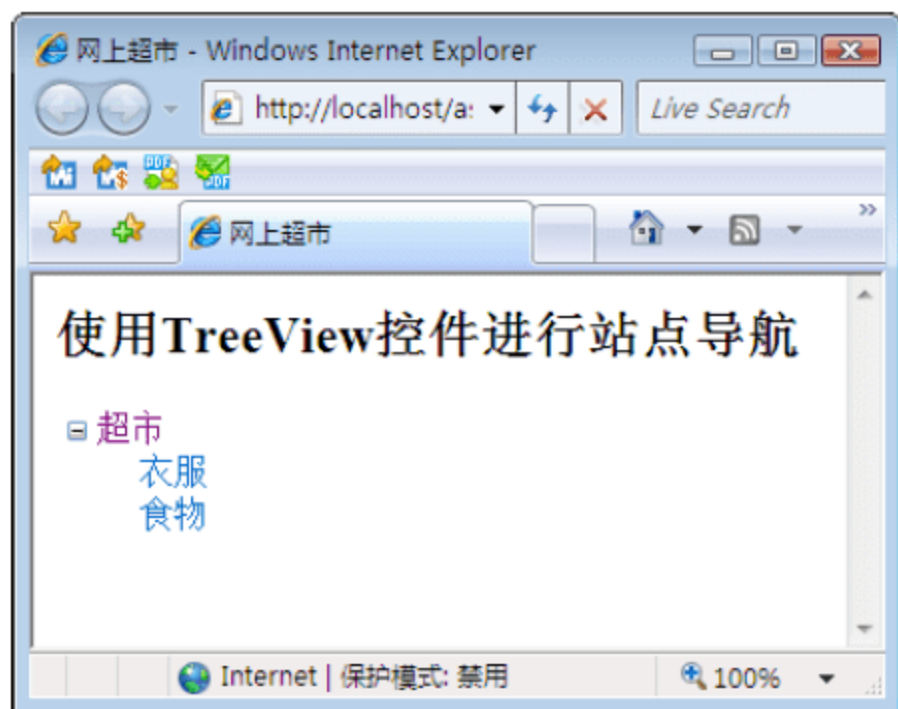 网上超市 - Windows Internet Explorer
http://localhost/a
Live Search
网上超市
使用TreeView控件进行站点导航
超市
衣服
食物
Internet | 保护模式: 禁用
100%